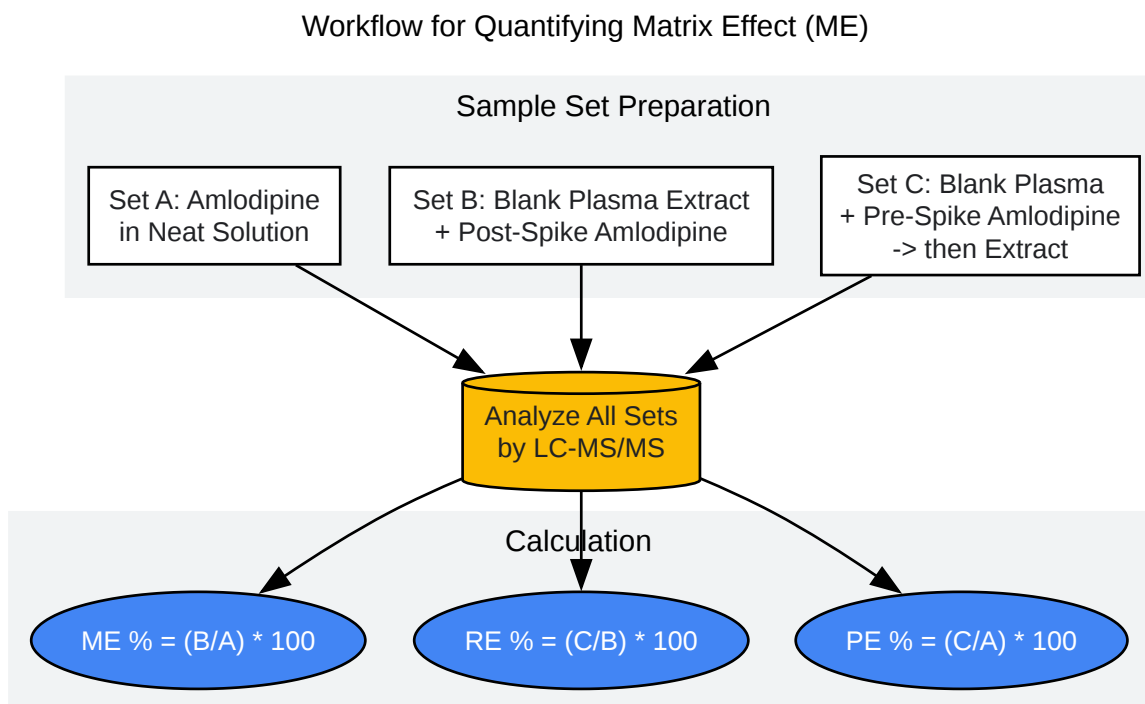 Workflow for Quantifying Matrix Effect (ME)
Sample Set Preparation
Set A: Amlodipine
in Neat Solution
Set B: Blank Plasma Extract
+ Post-Spike Amlodipine
Set C: Blank Plasma
+ Pre-Spike Amlodipine
-> then Extract
Analyze All Sets
by LC-MS/MS
Calculation
ME % = (B/A) * 100
RE % = (C/B) * 100
PE % = (C/A) * 100